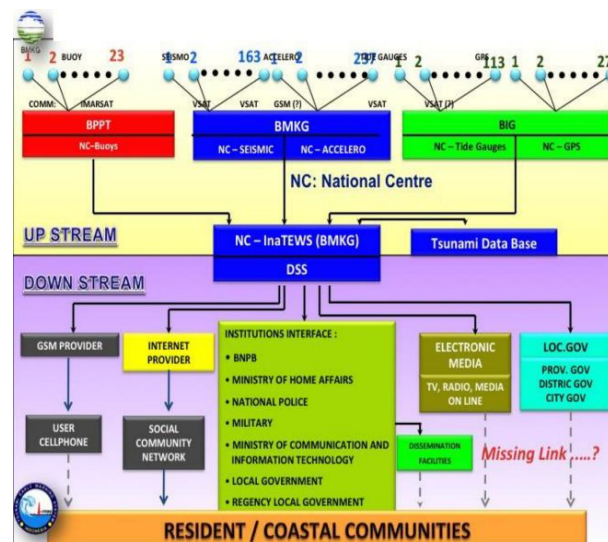 BMKG
BUOY SEISMO ACCELERO TIDE GAUGES GPS
1 2 23 1 2 163 1 2 237 1 2 113 1 2 27
COMM: IMARSAT VSAT VSAT GSM (?) VSAT VSAT (?)
BPPT
NC–Buoys
BMKG
NC – SEISMIC NC – ACCELERO
BIG
NC – Tide Gauges NC – GPS
NC: National Centre
UP STREAM
NC – InaTEWS (BMKG)
DSS
Tsunami Data Base
DOWN STREAM
GSM PROVIDER
INTERNET
PROVIDER
INSTITUTIONS INTERFACE :
• BNPB
• MINISTRY OF HOME AFFAIRS
• NATIONAL POLICE
• MILITARY
• MINISTRY OF COMMUNICATION AND
INFORMATION TECHNOLOGY
• LOCAL GOVERNMENT
• REGENCY LOCAL GOVERNMENT
ELECTRONIC
MEDIA
TV, RADIO, MEDIA
ON LINE
LOC.GOV
PROV. GOV
DISTRIC GOV
CITY GOV
USER
CELLPHONE
SOCIAL
COMMUNITY
NETWORK
DISSEMINATION
FACILITIES
Missing Link .....?
RESIDENT / COASTAL COMMUNITIES